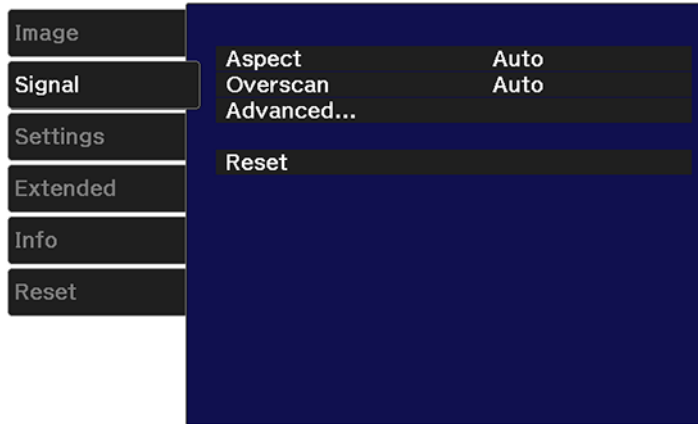 Image
Signal
Settings
Extended
Info
Reset
Aspect Auto
Overscan Auto
Advanced...
Reset